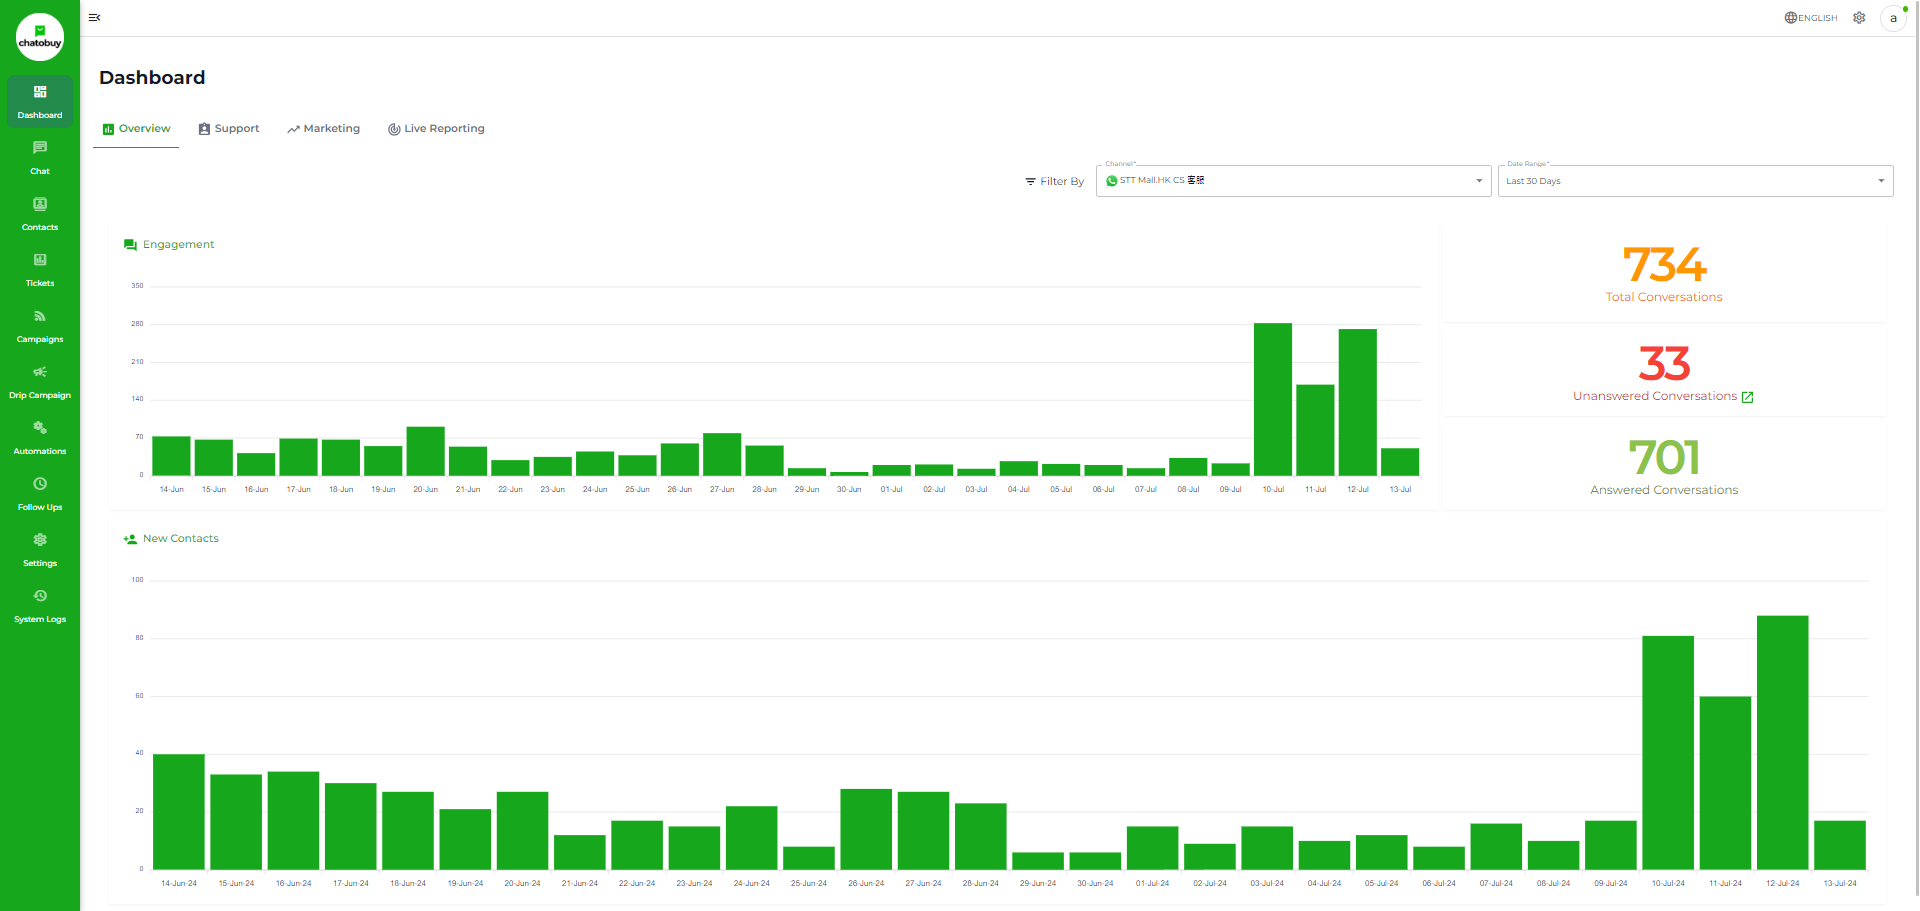 chatobuy
ENGLISH
a
Dashboard
Chat
Contacts
Tickets
Campaigns
Drip Campaign
Automations
Follow Ups
Settings
System Logs
Dashboard
Overview Support Marketing Live Reporting
Filter By
Channel*
STT Mall.HK CS 客服
Date Range*
Last 30 Days
Engagement
350
280
210
140
70
0
14-Jun 15-Jun 16-Jun 17-Jun 18-Jun 19-Jun 20-Jun 21-Jun 22-Jun 23-Jun 24-Jun 25-Jun 26-Jun 27-Jun 28-Jun 29-Jun 30-Jun 01-Jul 02-Jul 03-Jul 04-Jul 05-Jul 06-Jul 07-Jul 08-Jul 09-Jul 10-Jul 11-Jul 12-Jul 13-Jul
734
Total Conversations
33
Unanswered Conversations
701
Answered Conversations
New Contacts
100
80
60
40
20
0
14-Jun-24 15-Jun-24 16-Jun-24 17-Jun-24 18-Jun-24 19-Jun-24 20-Jun-24 21-Jun-24 22-Jun-24 23-Jun-24 24-Jun-24 25-Jun-24 26-Jun-24 27-Jun-24 28-Jun-24 29-Jun-24 30-Jun-24 01-Jul-24 02-Jul-24 03-Jul-24 04-Jul-24 05-Jul-24 06-Jul-24 07-Jul-24 08-Jul-24 09-Jul-24 10-Jul-24 11-Jul-24 12-Jul-24 13-Jul-24